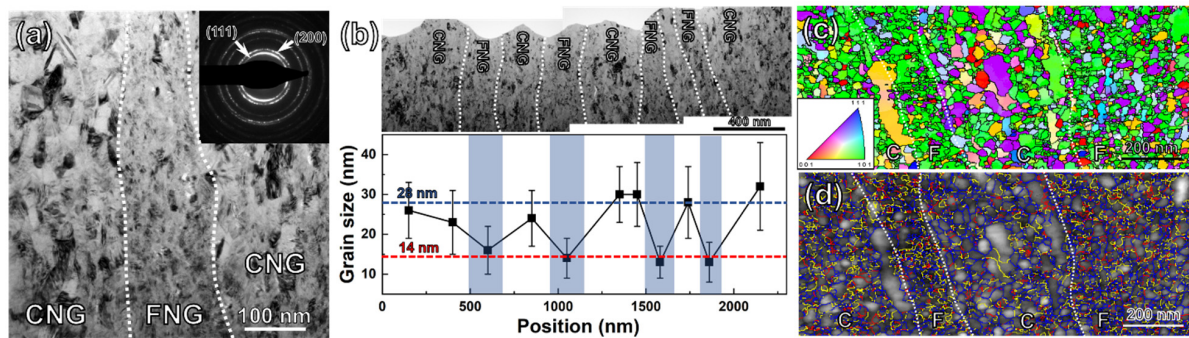 (a)
(111)
(200)
CNG
FNG
CNG
100 nm
(b)
CNG
FNG
CNG
FNG
CNG
FNG
FNG
CNG
400 nm
Grain size (nm)
40
30
20
10
28 nm
14 nm
0
500
1000
1500
2000
Position (nm)
(c)
111
001
101
C
F
C
F
200 nm
(d)
C
F
C
F
200 nm